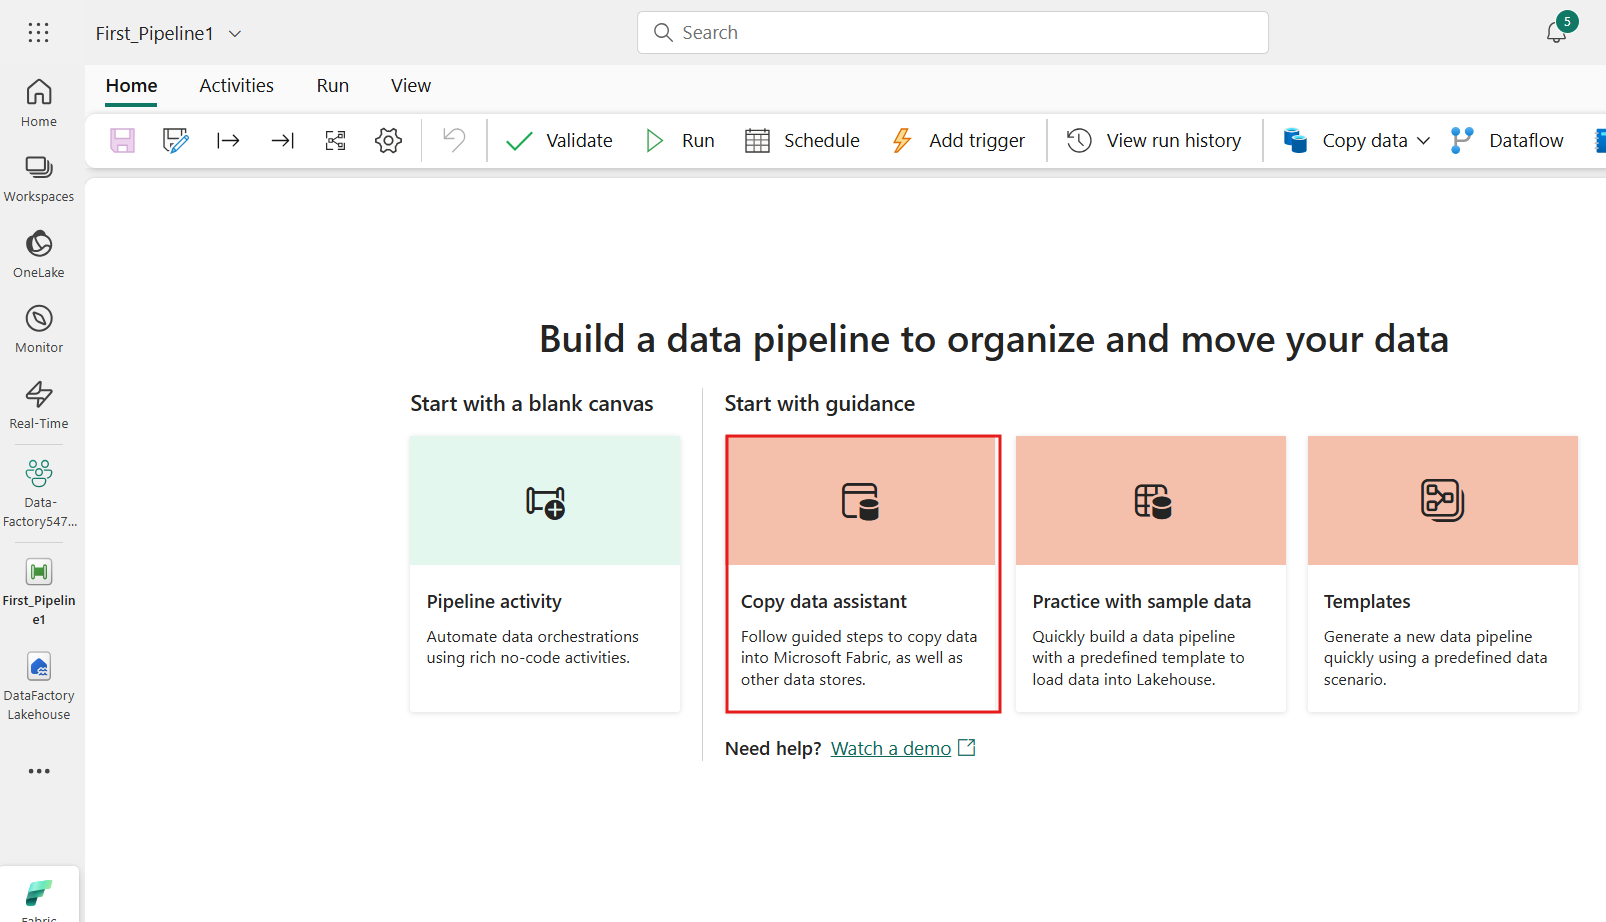 First_Pipeline1
Search
5
Home
Activities
Run
View
Validate
Run
Schedule
Add trigger
View run history
Copy data
Dataflow
Home
Workspaces
OneLake
Monitor
Real-Time
Data-
Factory547...
First_Pipelin
e1
DataFactory
Lakehouse
Fabric
Build a data pipeline to organize and move your data
Start with a blank canvas
Pipeline activity
Automate data orchestrations
using rich no-code activities.
Start with guidance
Copy data assistant
Follow guided steps to copy data
into Microsoft Fabric, as well as
other data stores.
Practice with sample data
Quickly build a data pipeline
with a predefined template to
load data into Lakehouse.
Templates
Generate a new data pipeline
quickly using a predefined data
scenario.
Need help? Watch a demo